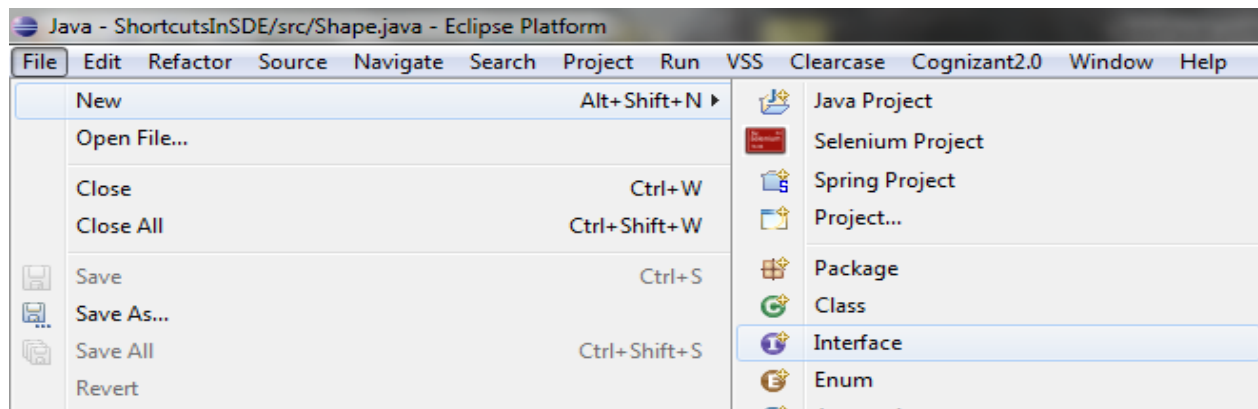 Java - ShortcutsInSDE/src/Shape.java - Eclipse Platform
File Edit Refactor Source Navigate Search Project Run VSS Clearcase Cognizant2.0 Window Help
New Alt+Shift+N
Open File...
Close Ctrl+W
Close All Ctrl+Shift+W
Save Ctrl+S
Save As...
Save All Ctrl+Shift+S
Revert
Java Project
Selenium Project
Spring Project
Project...
Package
Class
Interface
Enum